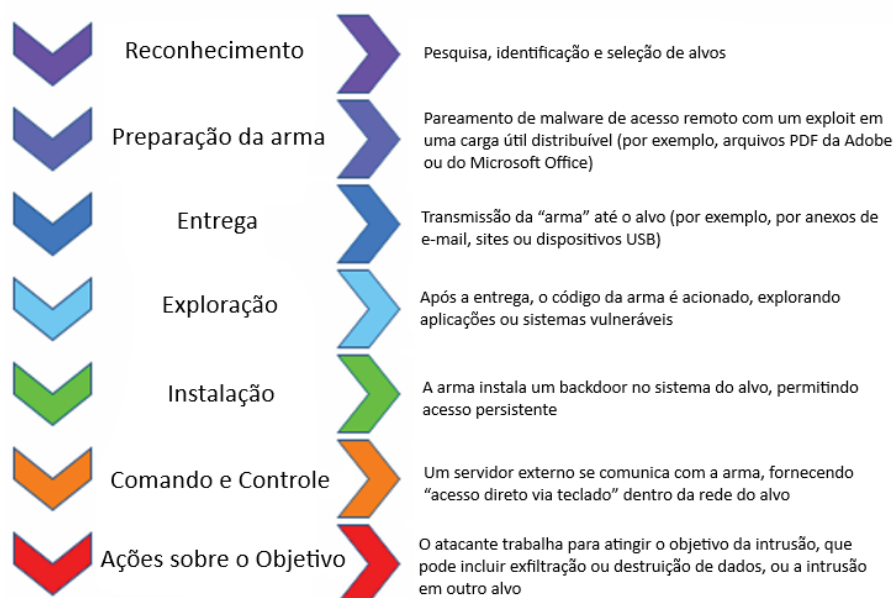 Reconhecimento
Pesquisa, identificação e seleção de alvos
Preparação da arma
Pareamento de malware de acesso remoto com um exploit em
uma carga útil distribuível (por exemplo, arquivos PDF da Adobe
ou do Microsoft Office)
Entrega
Transmissão da “arma” até o alvo (por exemplo, por anexos de
e-mail, sites ou dispositivos USB)
Exploração
Após a entrega, o código da arma é acionado, explorando
aplicações ou sistemas vulneráveis
Instalação
A arma instala um backdoor no sistema do alvo, permitindo
acesso persistente
Comando e Controle
Um servidor externo se comunica com a arma, fornecendo
“acesso direto via teclado” dentro da rede do alvo
Ações sobre o Objetivo
O atacante trabalha para atingir o objetivo da intrusão, que
pode incluir exfiltração ou destruição de dados, ou a intrusão
em outro alvo